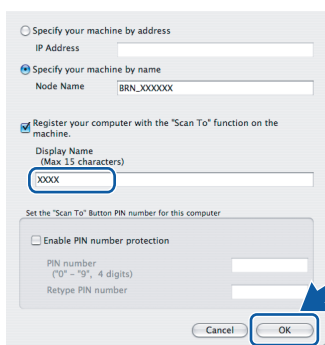 Specify your machine by address
IP Address
Specify your machine by name
Node Name BRN_XXXXXX
Register your computer with the "Scan To" function on the
machine.
Display Name
(Max 15 characters)
XXXX
Set the "Scan To" Button PIN number for this computer
Enable PIN number protection
PIN number
("0" – "9", 4 digits)
Retype PIN number
Cancel OK